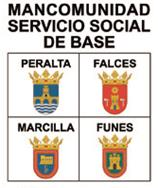 MANCOMUNIDAD
SERVICIO SOCIAL
DE BASE
PERALTA FALCES
MARCILLA FUNES